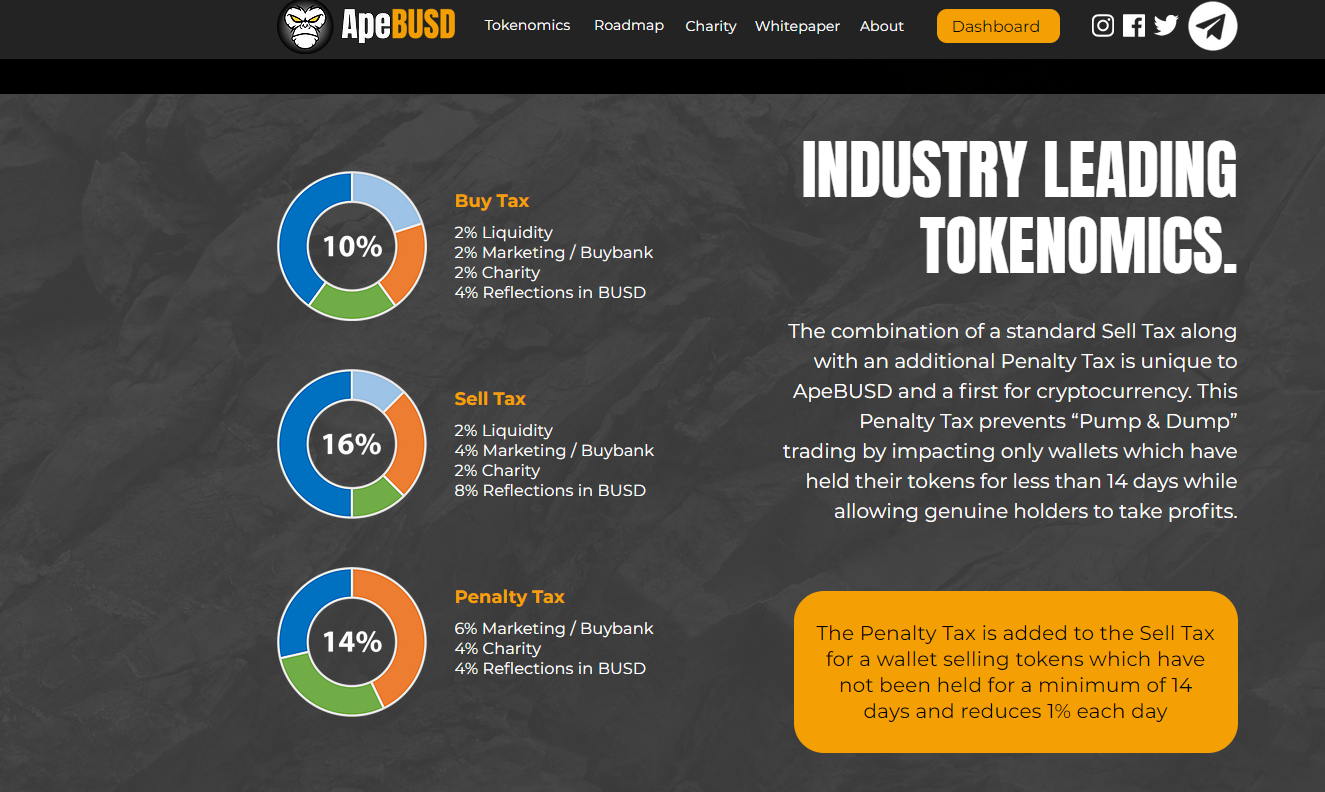 ApeBUSD
Tokenomics Roadmap Charity Whitepaper About Dashboard
10%
Buy Tax
2% Liquidity
2% Marketing / Buybank
2% Charity
4% Reflections in BUSD
16%
Sell Tax
2% Liquidity
4% Marketing / Buybank
2% Charity
8% Reflections in BUSD
14%
Penalty Tax
6% Marketing / Buybank
4% Charity
4% Reflections in BUSD
INDUSTRY LEADING
TOKENOMICS.
The combination of a standard Sell Tax along
with an additional Penalty Tax is unique to
ApeBUSD and a first for cryptocurrency. This
Penalty Tax prevents “Pump & Dump”
trading by impacting only wallets which have
held their tokens for less than 14 days while
allowing genuine holders to take profits.
The Penalty Tax is added to the Sell Tax
for a wallet selling tokens which have
not been held for a minimum of 14
days and reduces 1% each day